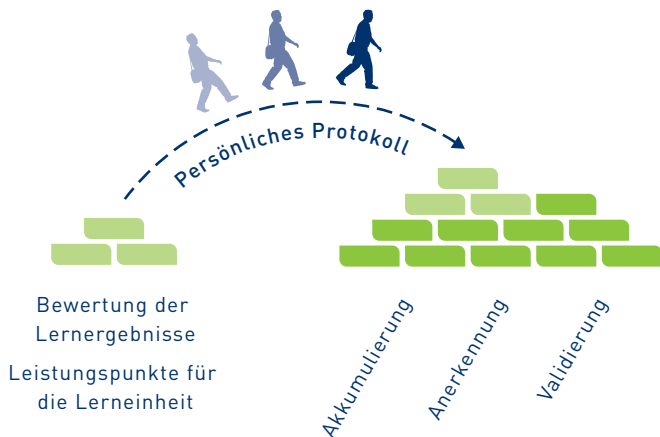 Persönliches Protokoll
Bewertung der
Lernergebnisse
Leistungspunkte für
die Lerneinheit
Akkumulierung
Anerkennung
Validierung